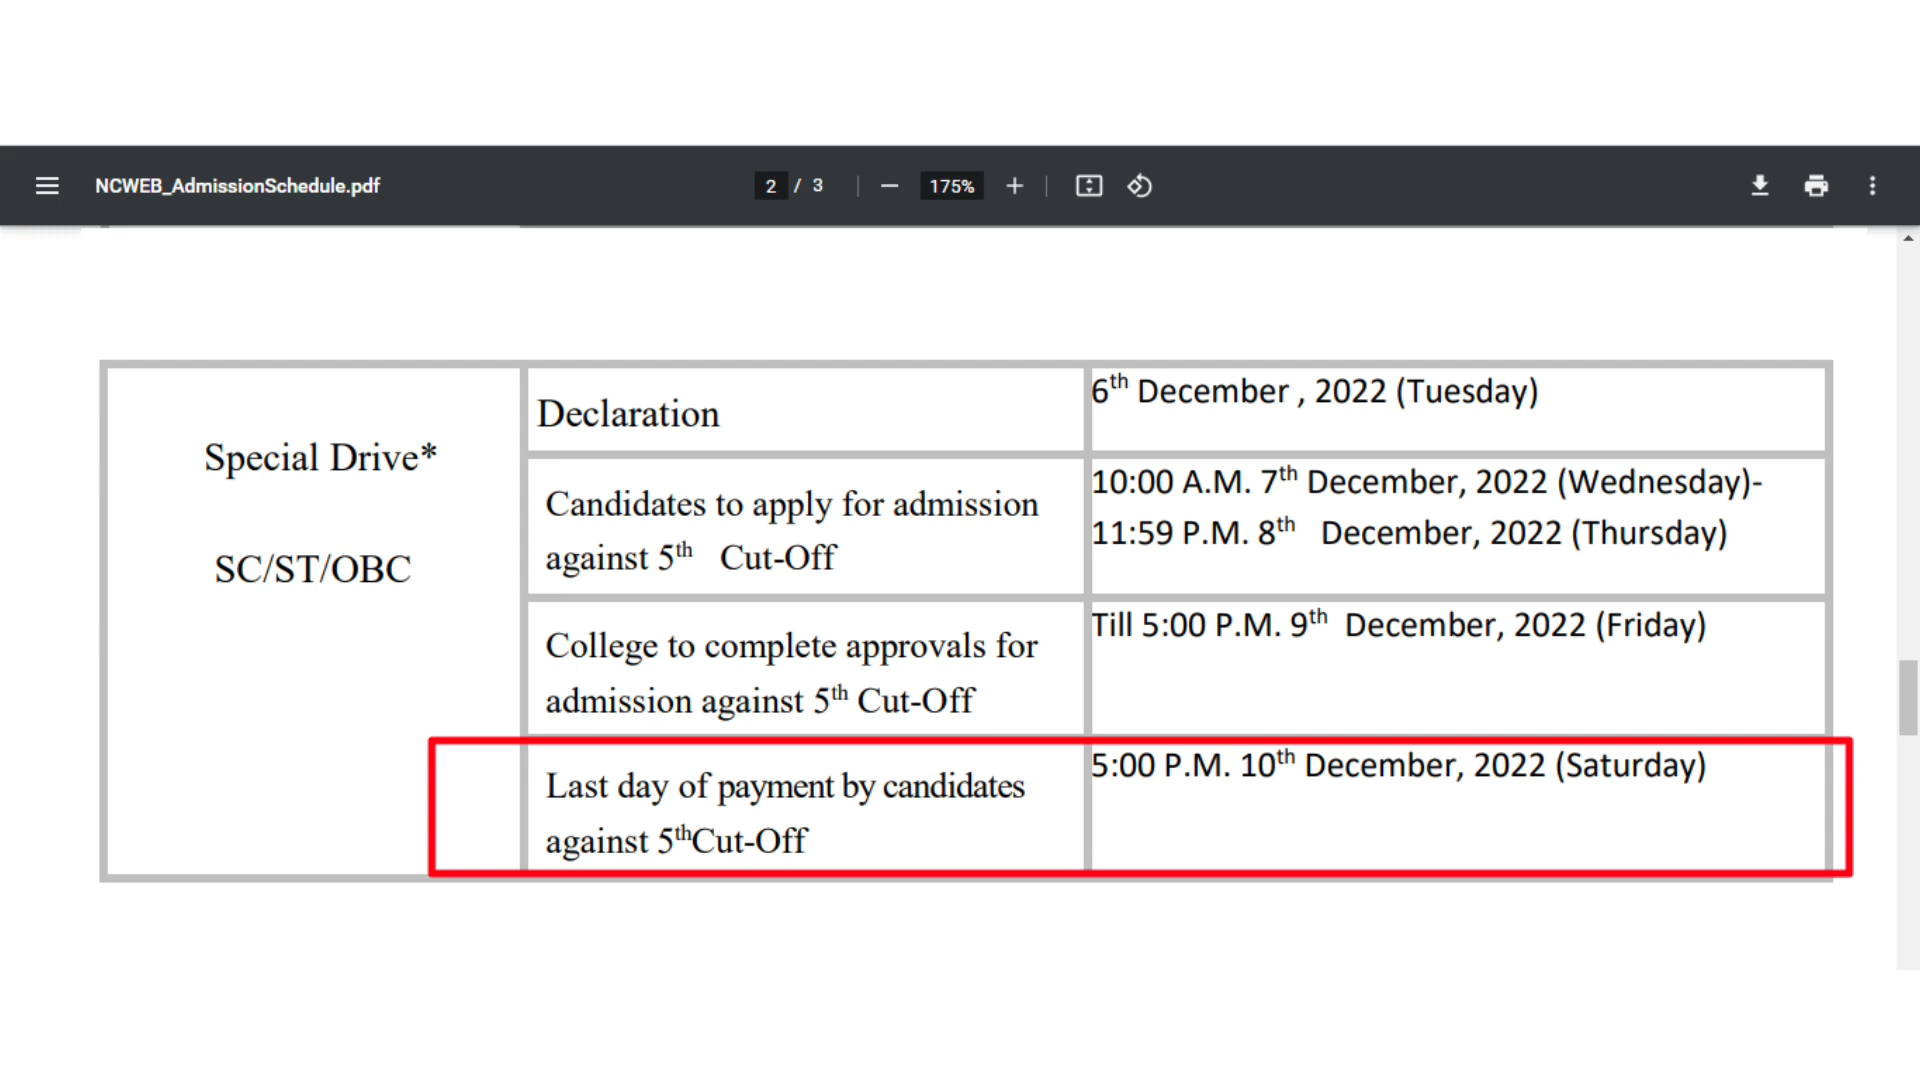 NCWEB_AdmissionSchedule.pdf
2 / 3
175%
Special Drive*
SC/ST/OBC
Declaration
6th December , 2022 (Tuesday)
Candidates to apply for admission
against 5th Cut-Off
10:00 A.M. 7th December, 2022 (Wednesday)-
11:59 P.M. 8th December, 2022 (Thursday)
College to complete approvals for
admission against 5th Cut-Off
Till 5:00 P.M. 9th December, 2022 (Friday)
Last day of payment by candidates
against 5thCut-Off
5:00 P.M. 10th December, 2022 (Saturday)